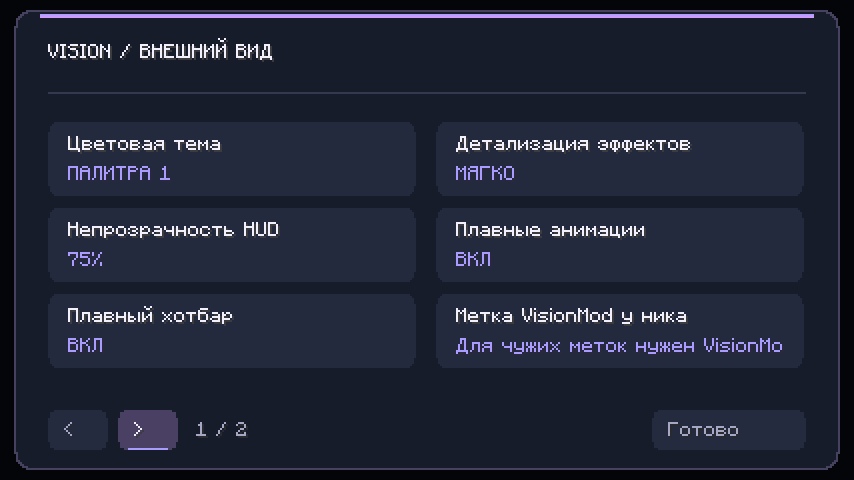 VISION / ВНЕШНИЙ ВИД
Цветовая тема
ПАЛИТРА 1
Детализация эффектов
МЯГКО
Непрозрачность HUD
75%
Плавные анимации
ВКЛ
Плавный хотбар
ВКЛ
Метка VisionMod у ника
Для чужих меток нужен VisionMo
< > 1 / 2
Готово